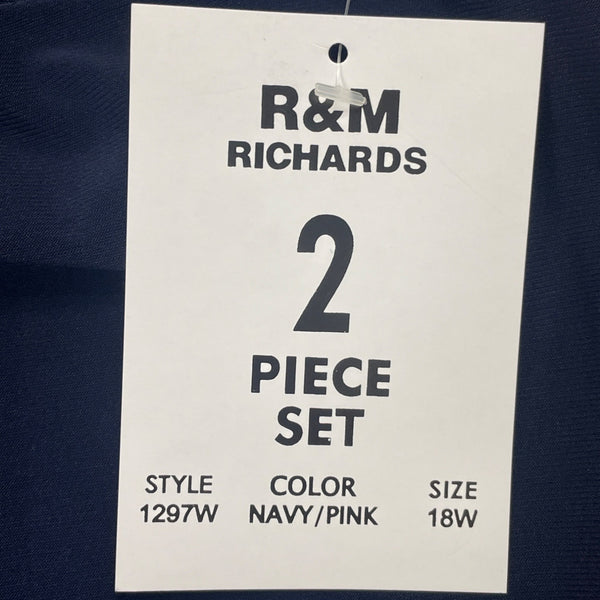 R&M
RICHARDS
2
PIECE
SET
STYLE COLOR SIZE
1297W NAVY/PINK 18W